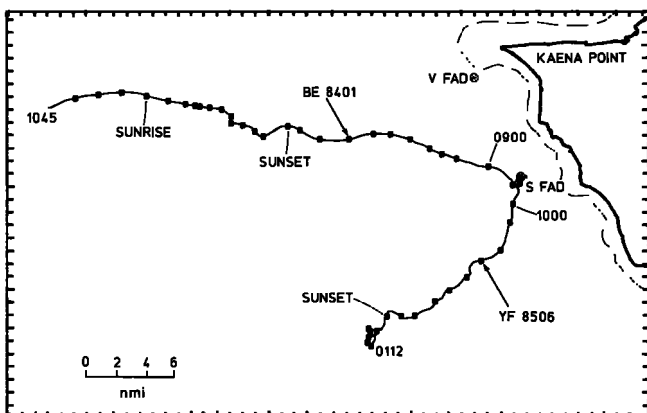 KAENA POINT
V FAD®
BE 8401
1045
SUNRISE
SUNSET
0900
S FAD
1000
SUNSET
YF 8506
0112
0 2 4 6
nmi